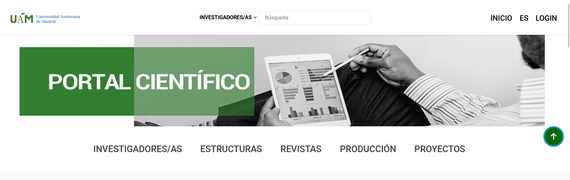 UAM Universidad Autónoma
de Madrid
INVESTIGADORES/AS
Búsqueda
INICIO ES LOGIN
PORTAL CIENTÍFICO
INVESTIGADORES/AS ESTRUCTURAS REVISTAS PRODUCCIÓN PROYECTOS